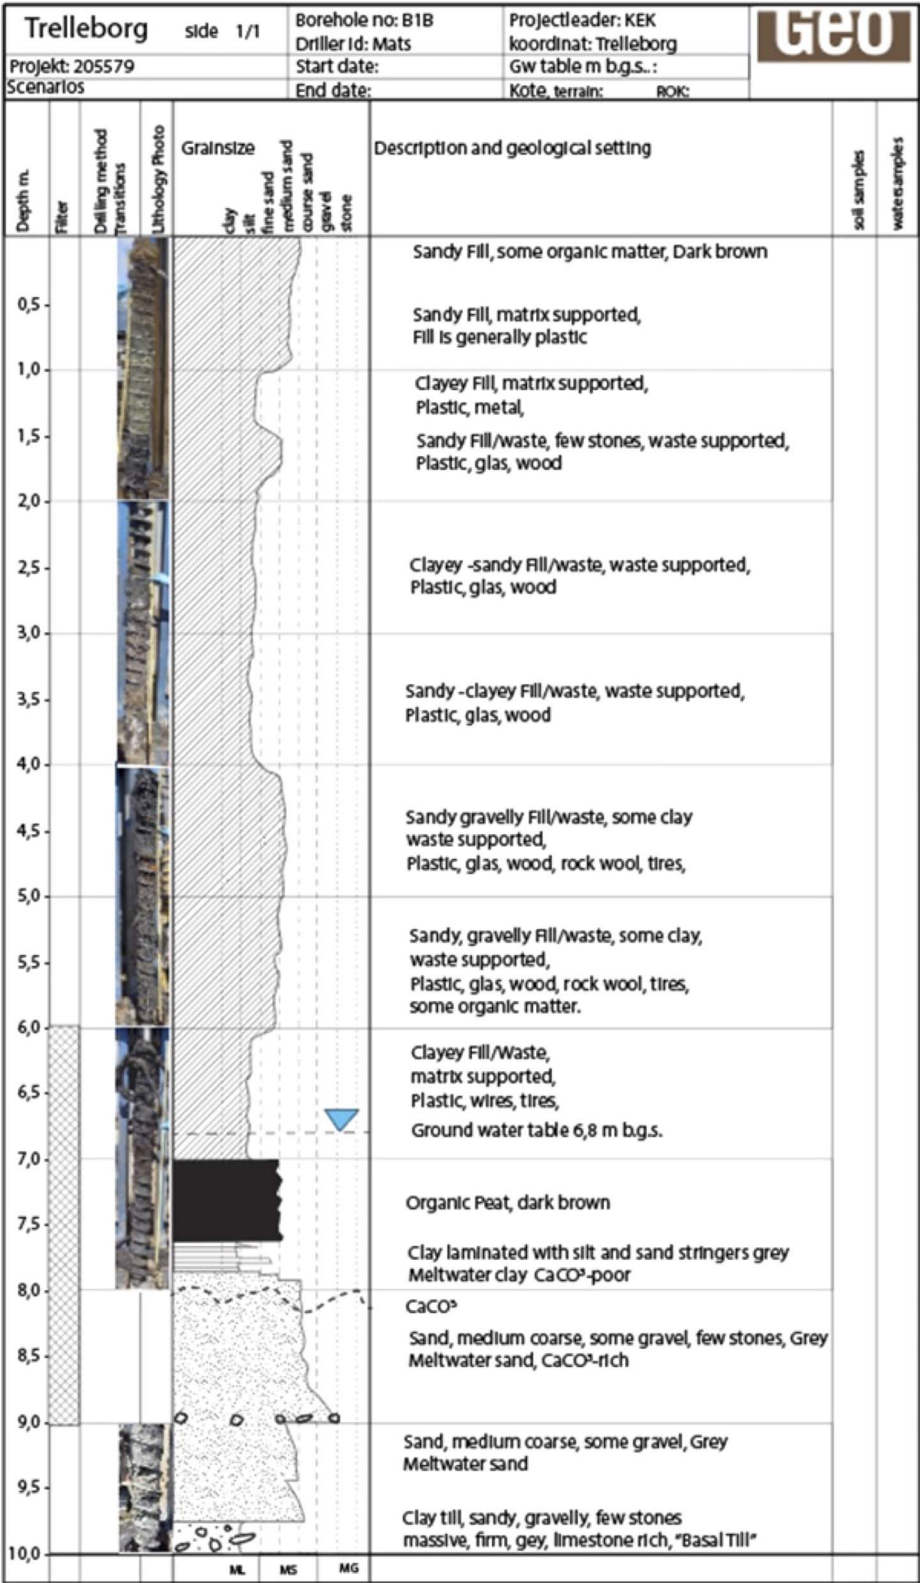 Trelleborg side 1/1
Borehole no: B1B
Driller Id: Mats
Projectleader: KEK
koordinat: Trelleborg
Geo
Projekt: 205579
Scenarios
Start date:
End date:
Gw table m b.g.s..:
Kote, terrain: ROK:
Depth m.
Filter
Drilling method
Transitions
Lithology Photo
Grainsize
clay
silt
fine sand
medium sand
course sand
gravel
stone
Description and geological setting
soil samples
watersamples
Sandy Fill, some organic matter, Dark brown
0,5
Sandy Fill, matrix supported,
Fill is generally plastic
1,0
Clayey Fill, matrix supported,
Plastic, metal,
1,5
Sandy Fill/waste, few stones, waste supported,
Plastic, glas, wood
2,0
2,5
Clayey -sandy Fill/waste, waste supported,
Plastic, glas, wood
3,0
3,5
Sandy -clayey Fill/waste, waste supported,
Plastic, glas, wood
4,0
4,5
Sandy gravelly Fill/waste, some clay
waste supported,
Plastic, glas, wood, rock wool, tires,
5,0
5,5
Sandy, gravelly Fill/waste, some clay,
waste supported,
Plastic, glas, wood, rock wool, tires,
some organic matter.
6,0
6,5
Clayey Fill/Waste,
matrix supported,
Plastic, wires, tires,
Ground water table 6,8 m b.g.s.
7,0
Organic Peat, dark brown
7,5
Clay laminated with silt and sand stringers grey
Meltwater clay CaCO³-poor
8,0
CaCO³
8,5
Sand, medium coarse, some gravel, few stones, Grey
Meltwater sand, CaCO³-rich
9,0
Sand, medium coarse, some gravel, Grey
Meltwater sand
9,5
Clay till, sandy, gravelly, few stones
massive, firm, gey, limestone rich, "Basal Till"
10,0
ML MS MG